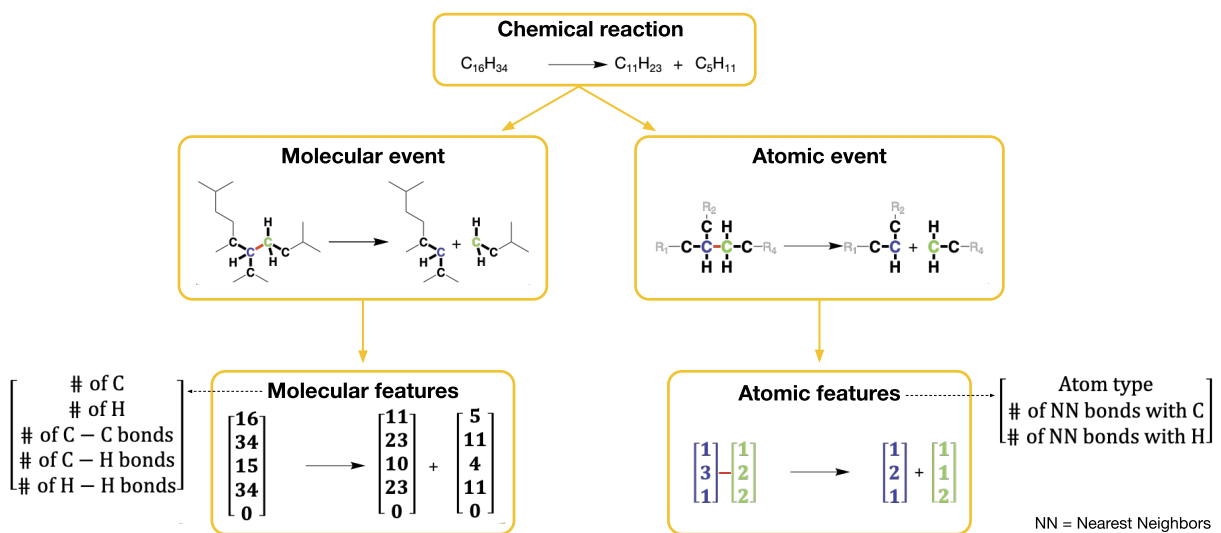 Chemical reaction
C₁₆H₃₄ ⟶ C₁₁H₂₃ + C₅H₁₁
Molecular event
H
C C C
H C H
+
H
C C
H C
C H
C
Atomic event
R₂
C H
R₁–C–C–C–C–R₄
H H
R₂
C
R₁–C–C
H
+
H
C–C–R₄
H
Molecular features
# of C
# of H
# of C − C bonds
# of C − H bonds
# of H − H bonds
16 11 5
34 23 11
15 10 + 4
34 23 11
0 0 0
Atomic features
Atom type
# of NN bonds with C
# of NN bonds with H
1 1 1 1
3 – 2 2 + 1
1 2 1 2
NN = Nearest Neighbors